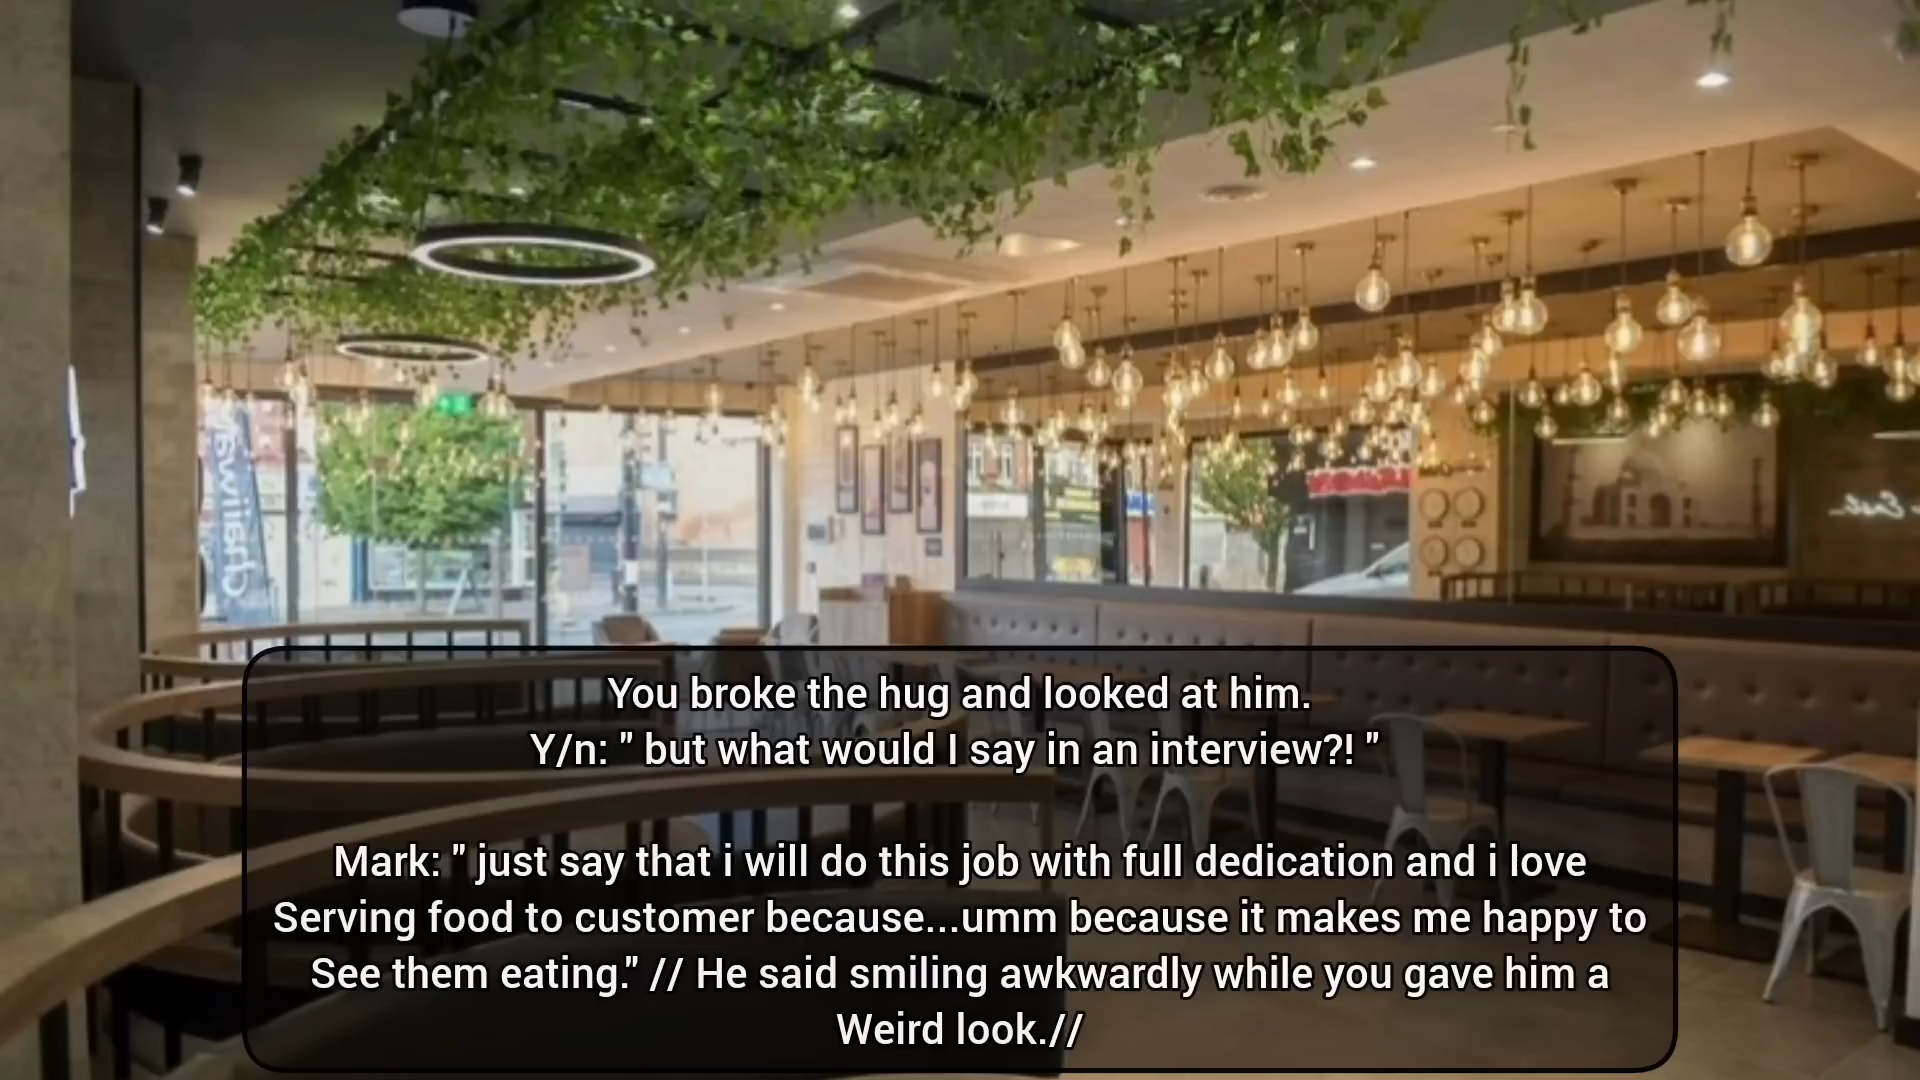 You broke the hug and looked at him.
Y/n: " but what would I say in an interview?! "
Mark: " just say that i will do this job with full dedication and i love
Serving food to customer because...umm because it makes me happy to
See them eating." // He said smiling awkwardly while you gave him a
Weird look.//